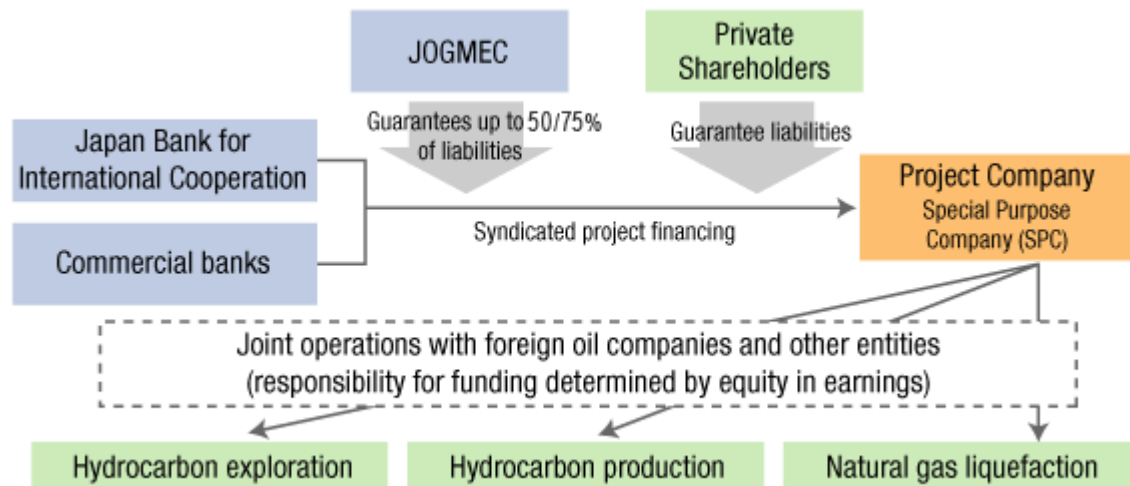 JOGMEC
Private
Shareholders
Guarantees up to 50/75%
of liabilities
Guarantee liabilities
Japan Bank for
International Cooperation
Project Company
Special Purpose
Company (SPC)
Syndicated project financing
Commercial banks
Joint operations with foreign oil companies and other entities
(responsibility for funding determined by equity in earnings)
Hydrocarbon exploration
Hydrocarbon production
Natural gas liquefaction